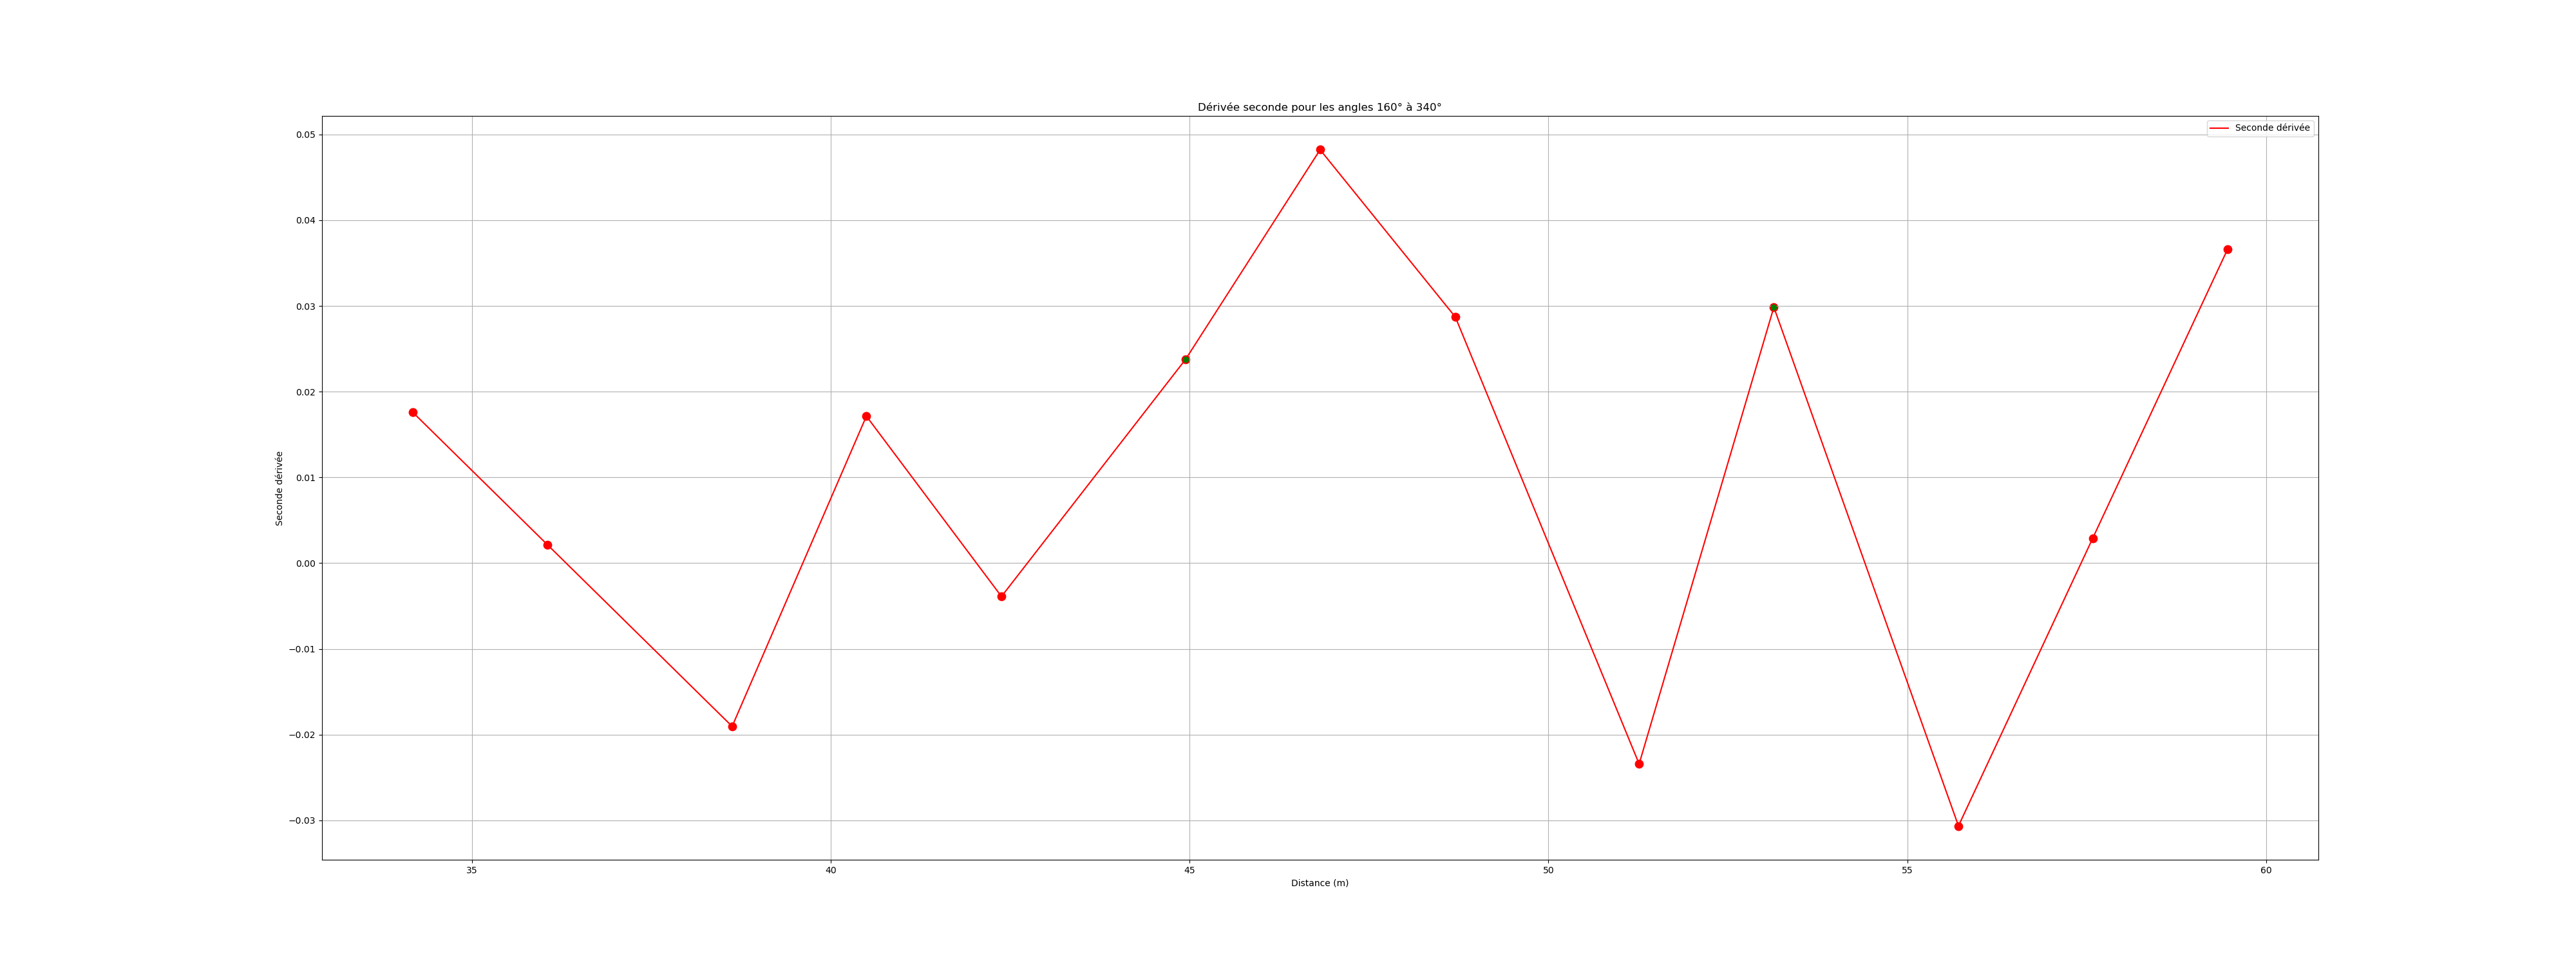 Dérivée seconde pour les angles 160° à 340°
Seconde dérivée
0.05
0.04
0.03
0.02
0.01
0.00
−0.01
−0.02
−0.03
Seconde dérivée
35 40 45 50 55 60
Distance (m)